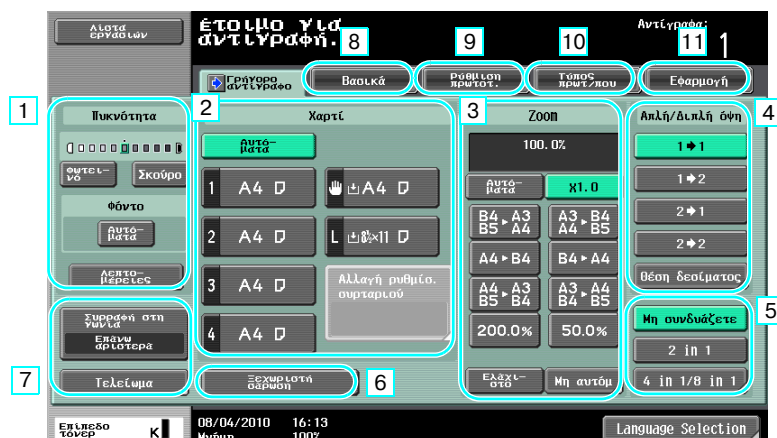 Λίστα
εργασιών
έτοιμο για
αντιγραφή.
Αντίγραφα:
1
8
9
10
11
Γρήγορο
αντίγραφο
Βασικά
Ρύθμιση
πρωτοτ.
Τύπος
πρωτ/που
Εφαρμογή
1
Πυκνότητα
φωτει-
νό
Σκούρο
Φόντο
Αυτό-
ματα
Λεπτο-
μέρειες
2
Χαρτί
Αυτό-
ματα
1 A4
A4
2 A4
L 8½×11
3 A4
Αλλαγή ρυθμίσ.
συρταριού
4 A4
3
Zoom
100.0%
Αυτό-
ματα
x1.0
B4▸A3
B5▸A4
A3▸B4
A4▸B5
A4▸B4
B4▸A4
A4▸A3
B5▸B4
A3▸A4
B4▸B5
200.0%
50.0%
Ελάχι-
στο
Μη αυτόμ
4
Απλή/Διπλή όψη
1➧1
1➧2
2➧1
2➧2
Θέση δεσίματος
5
Μη συνδυάζετε
2 in 1
4 in 1/8 in 1
Συρραφή στη
γωνία
Επάνω
αριστερά
7
Τελείωμα
Ξεχωριστή
σάρωση
6
Επίπεδο
τόνερ
K
08/04/2010 16:13
Μνήμη 100%
Language Selection